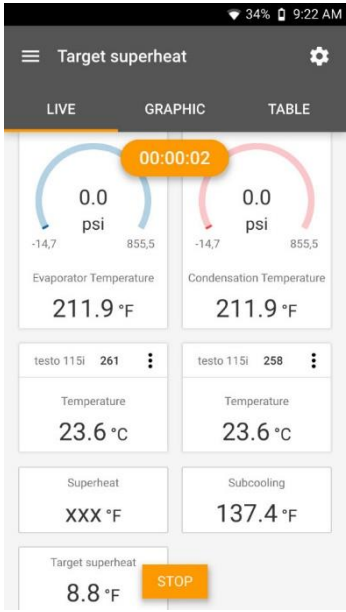 34% 9:22 AM
Target superheat
LIVE GRAPHIC TABLE
00:00:02
0.0 0.0
psi psi
-14,7 855,5 -14,7 855,5
Evaporator Temperature Condensation Temperature
211.9 °F 211.9 °F
testo 115i 261 testo 115i 258
Temperature Temperature
23.6 °C 23.6 °C
Superheat Subcooling
xxx °F 137.4 °F
Target superheat
8.8 °F
STOP